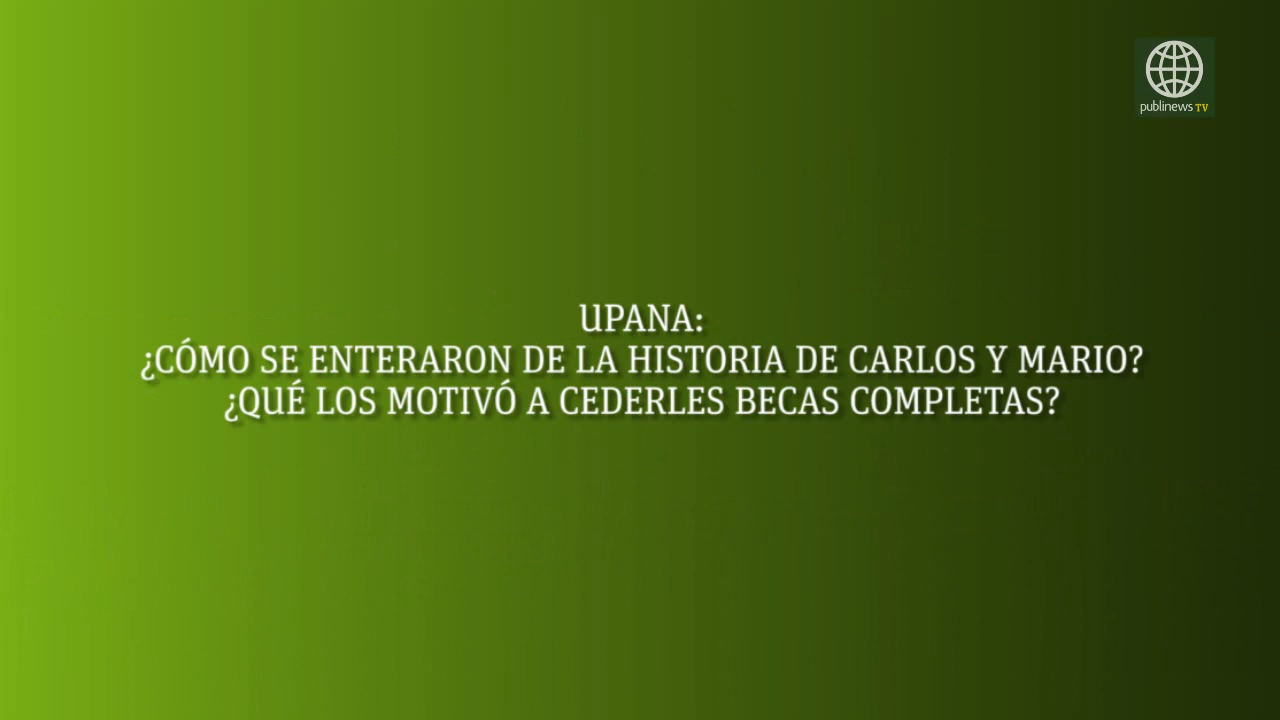 publinews TV
UPANA:
¿CÓMO SE ENTERARON DE LA HISTORIA DE CARLOS Y MARIO?
¿QUÉ LOS MOTIVÓ A CEDERLES BECAS COMPLETAS?